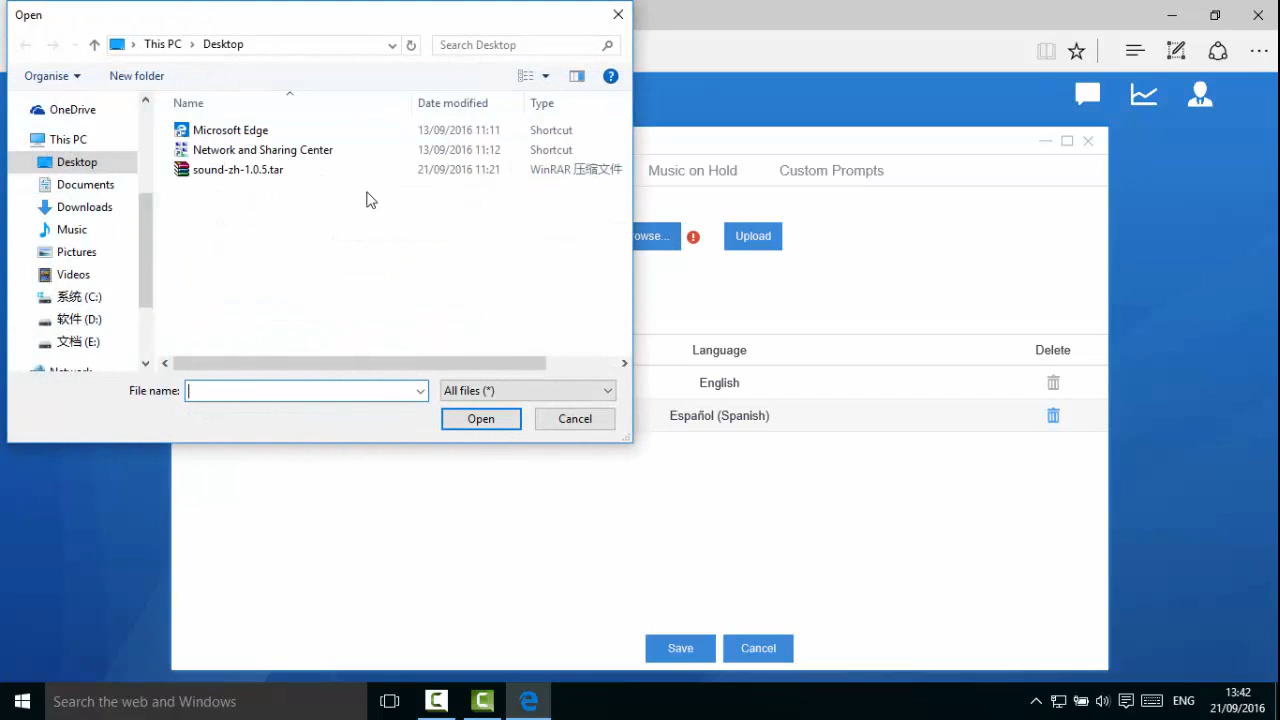 Open
This PC > Desktop
Search Desktop
Organise
New folder
Name
Date modified
Type
OneDrive
This PC
Desktop
Documents
Downloads
Music
Pictures
Videos
系统 (C:)
软件 (D:)
文档 (E:)
Network
Microsoft Edge 13/09/2016 11:11 Shortcut
Network and Sharing Center 13/09/2016 11:12 Shortcut
sound-zh-1.0.5.tar 21/09/2016 11:21 WinRAR 压缩文件
File name:
All files (*)
Open
Cancel
Music on Hold
Custom Prompts
rowse...
Upload
Language
Delete
English
Español (Spanish)
Save
Cancel
Search the web and Windows
ENG
13:42
21/09/2016